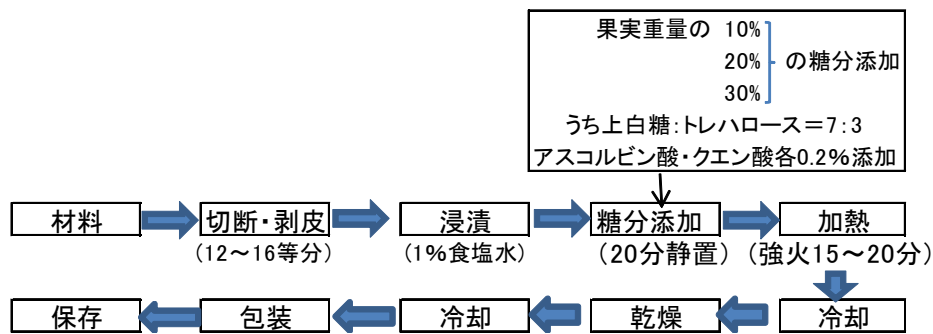 果実重量の 10%
20% の糖分添加
30%
うち上白糖:トレハロース＝7:3
アスコルビン酸・クエン酸各0.2%添加
材料 切断・剥皮 浸漬 糖分添加 加熱
(12～16等分) (1%食塩水) (20分静置) (強火15～20分)
保存 包装 冷却 乾燥 冷却